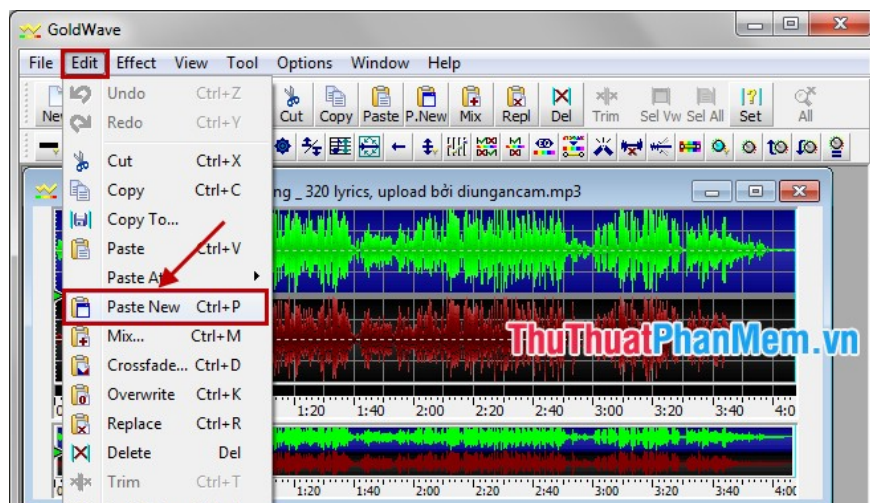 GoldWave
File Edit Effect View Tool Options Window Help
Undo Ctrl+Z
Redo Ctrl+Y
Cut Ctrl+X
Copy Ctrl+C
Copy To...
Paste Ctrl+V
Paste At
Paste New Ctrl+P
Mix... Ctrl+M
Crossfade... Ctrl+D
Overwrite Ctrl+K
Replace Ctrl+R
Delete Del
Trim Ctrl+T
Cut Copy Paste P.New Mix Repl Del Trim Sel Vw Sel All Set All
ng _ 320 lyrics, upload bởi diungancam.mp3
ThuThuatPhanMem.vn
1:20 1:40 2:00 2:20 2:40 3:00 3:20 3:40 4:0
1:20 1:40 2:00 2:20 2:40 3:00 3:20 3:40